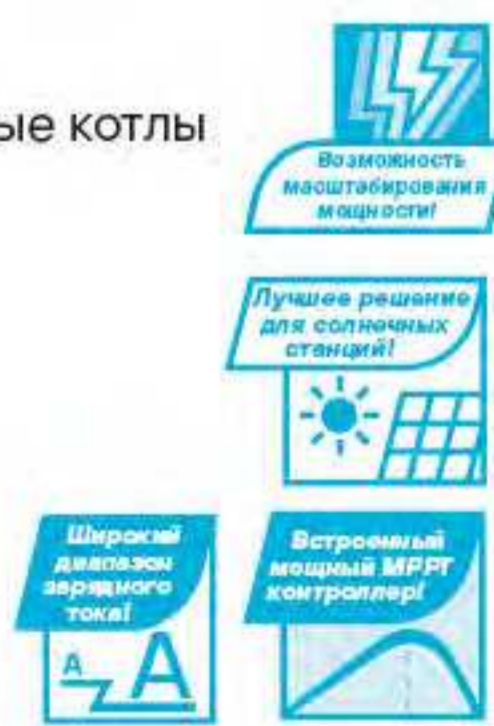 ые котлы
Возможность
масштабирования
мощности!
Лучшее решение
для солнечных
станций!
Широкий
диапазон
зарядного
тока!
A A
Встроенный
мощный MPPT
контроллер!